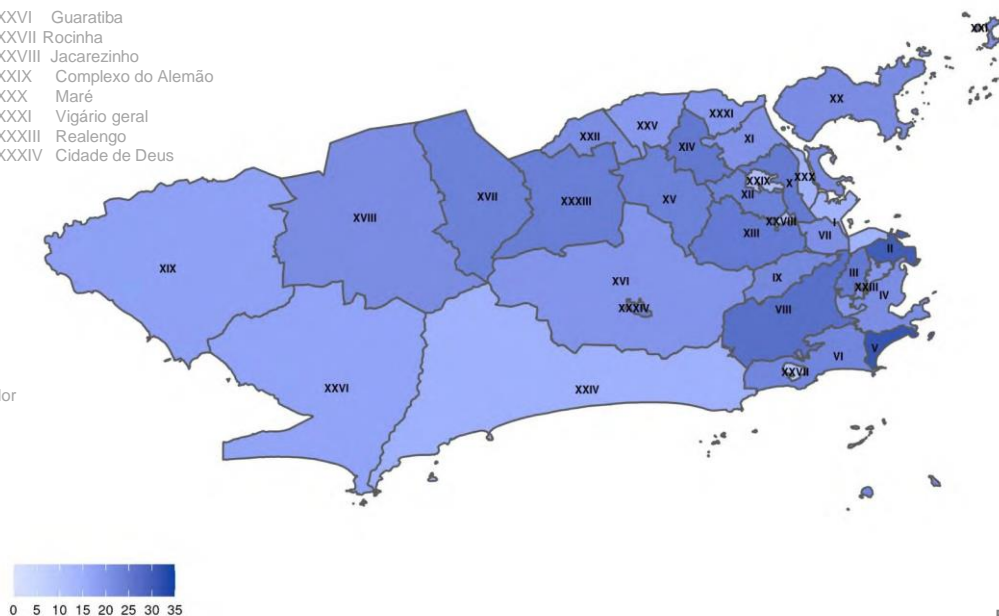 XXVI Guaratiba
XXVII Rocinha
XXVIII Jacarezinho
XXIX Complexo do Alemão
XXX Maré
XXXI Vigário geral
XXXIII Realengo
XXXIV Cidade de Deus
XXI
XX
XXXI
XXV
XXII
XI
XIV
XXIX
X
XXX
XII
XVII
XXXIII
XV
XVIII
XXVIII
I
XIII
VII
II
XIX
XVI
IX
III
XXIII
IV
XXXIV
VIII
V
VI
XXVII
XXVI
XXIV
lor
0 5 10 15 20 25 30 35